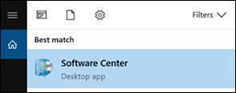 Filters
Best match
Software Center
Desktop app